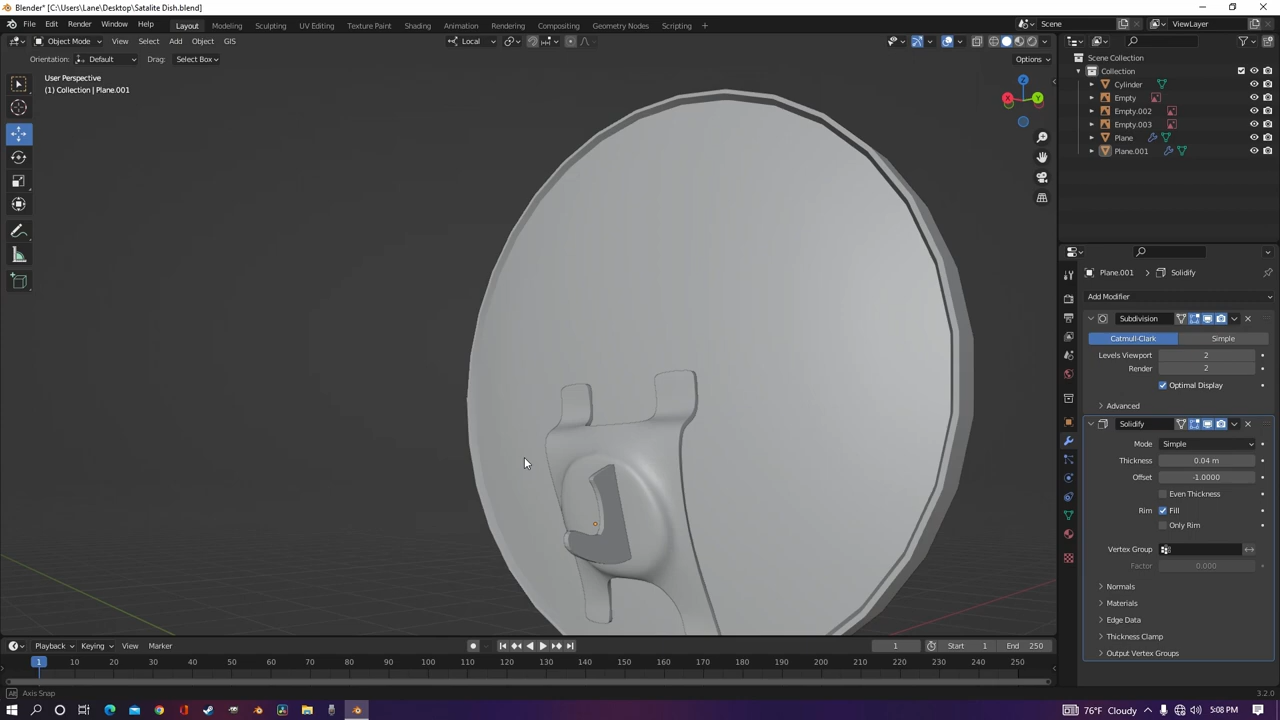 Blender* [C:\Users\Lane\Desktop\Satalite Dish.blend]
File Edit Render Window Help Layout Modeling Sculpting UV Editing Texture Paint Shading Animation Rendering Compositing Geometry Nodes Scripting + Scene ViewLayer
Object Mode View Select Add Object GIS Local Options
Orientation: Default Drag: Select Box
User Perspective
(1) Collection | Plane.001
Z
X
Y
Scene Collection
Collection
Cylinder
Empty
Empty.002
Empty.003
Plane
Plane.001
Plane.001 > Solidify
Add Modifier
Subdivision
Catmull-Clark Simple
Levels Viewport 2
Render 2
Optimal Display
Advanced
Solidify
Mode Simple
Thickness 0.04 m
Offset -1.0000
Even Thickness
Rim Fill
Only Rim
Vertex Group
Factor 0.000
Normals
Materials
Edge Data
Thickness Clamp
Output Vertex Groups
Playback Keying View Marker 1 Start 1 End 250
1 10 20 30 40 50 60 70 80 90 100 110 120 130 140 150 160 170 180 190 200 210 220 230 240 250
Axis Snap 3.2.0
76°F Cloudy 5:08 PM